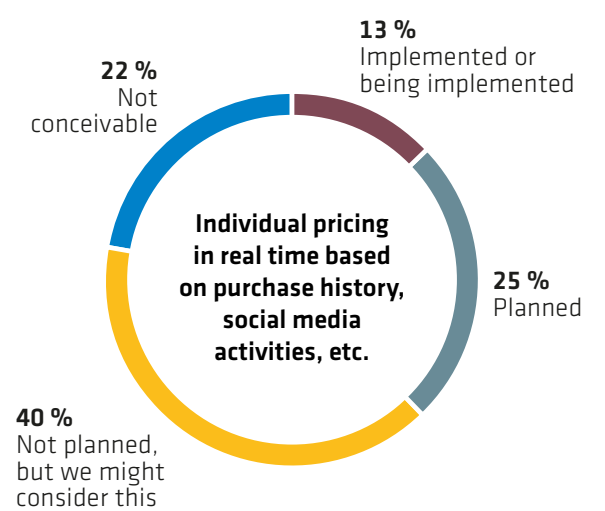 13 %
Implemented or
being implemented
22 %
Not
conceivable
Individual pricing
in real time based
on purchase history,
social media
activities, etc.
25 %
Planned
40 %
Not planned,
but we might
consider this